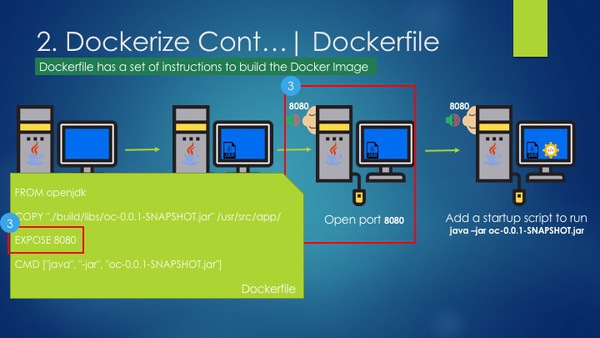 2. Dockerize Cont…| Dockerfile
Dockerfile has a set of instructions to build the Docker Image
3
8080
8080
FROM openjdk
COPY "./build/libs/oc-0.0.1-SNAPSHOT.jar" /usr/src/app/
3
EXPOSE 8080
CMD ["java", "-jar", "oc-0.0.1-SNAPSHOT.jar"]
Dockerfile
Open port 8080
Add a startup script to run
java –jar oc-0.0.1-SNAPSHOT.jar